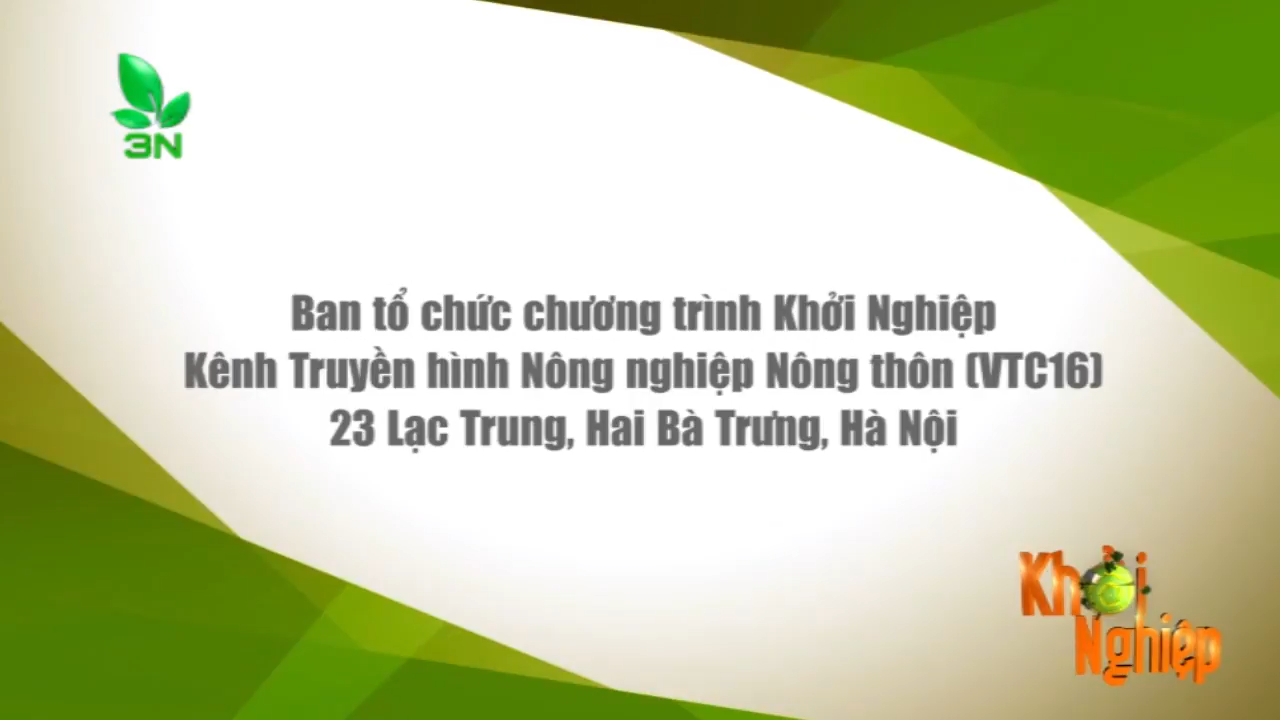 3N
Ban tổ chức chương trình Khởi Nghiệp
Kênh Truyền hình Nông nghiệp Nông thôn (VTC16)
23 Lạc Trung, Hai Bà Trưng, Hà Nội
Khởi
Nghiệp